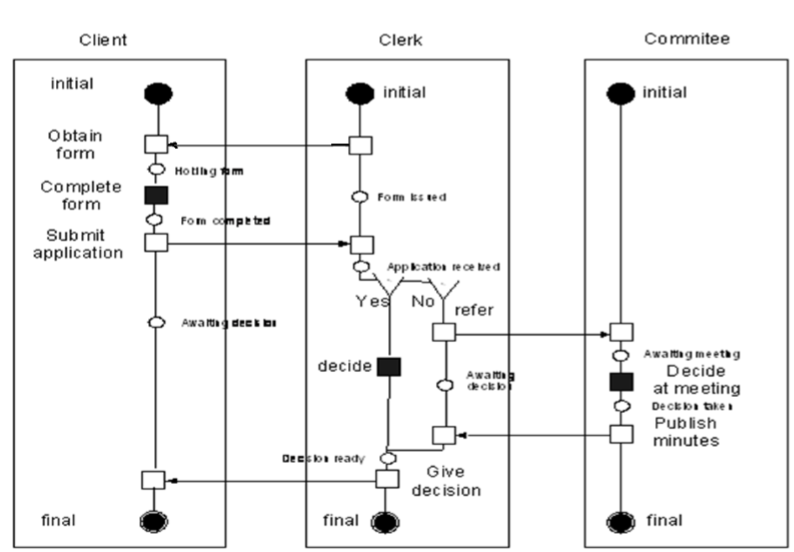 Client
Clerk
Commitee
initial
initial
initial
Obtain
form
Holding form
Complete
form
Form issued
Form completed
Submit
application
Application received
Yes
No
refer
Awaiting decision
Awaiting meeting
decide
Awaiting
decision
Decide
at meeting
Decision taken
Publish
minutes
Decision ready
Give
decision
final
final
final